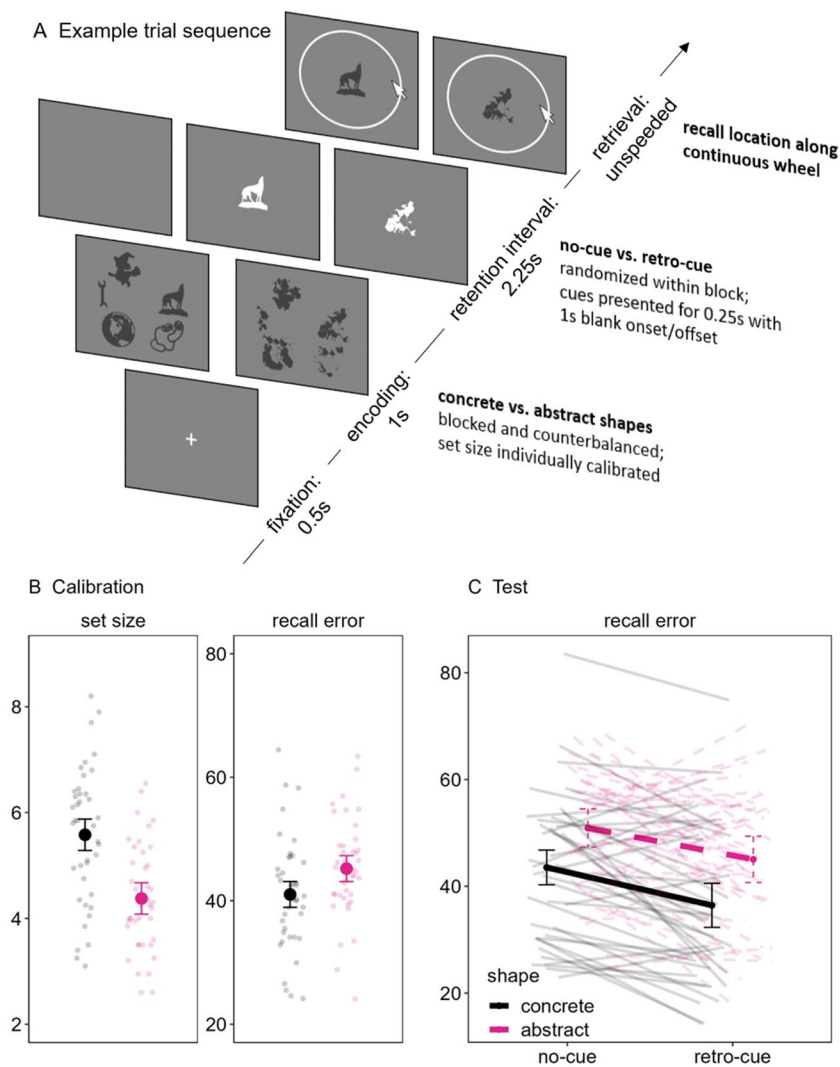 A Example trial sequence
retrieval:
unspeeded
recall location along
continuous wheel
retention interval:
2.25s
no-cue vs. retro-cue
randomized within block;
cues presented for 0.25s with
1s blank onset/offset
encoding:
1s
concrete vs. abstract shapes
blocked and counterbalanced;
set size individually calibrated
fixation:
0.5s
B Calibration
set size
8
6
4
2
recall error
80
60
40
20
C Test
recall error
80
60
40
20
shape
concrete
abstract
no-cue
retro-cue